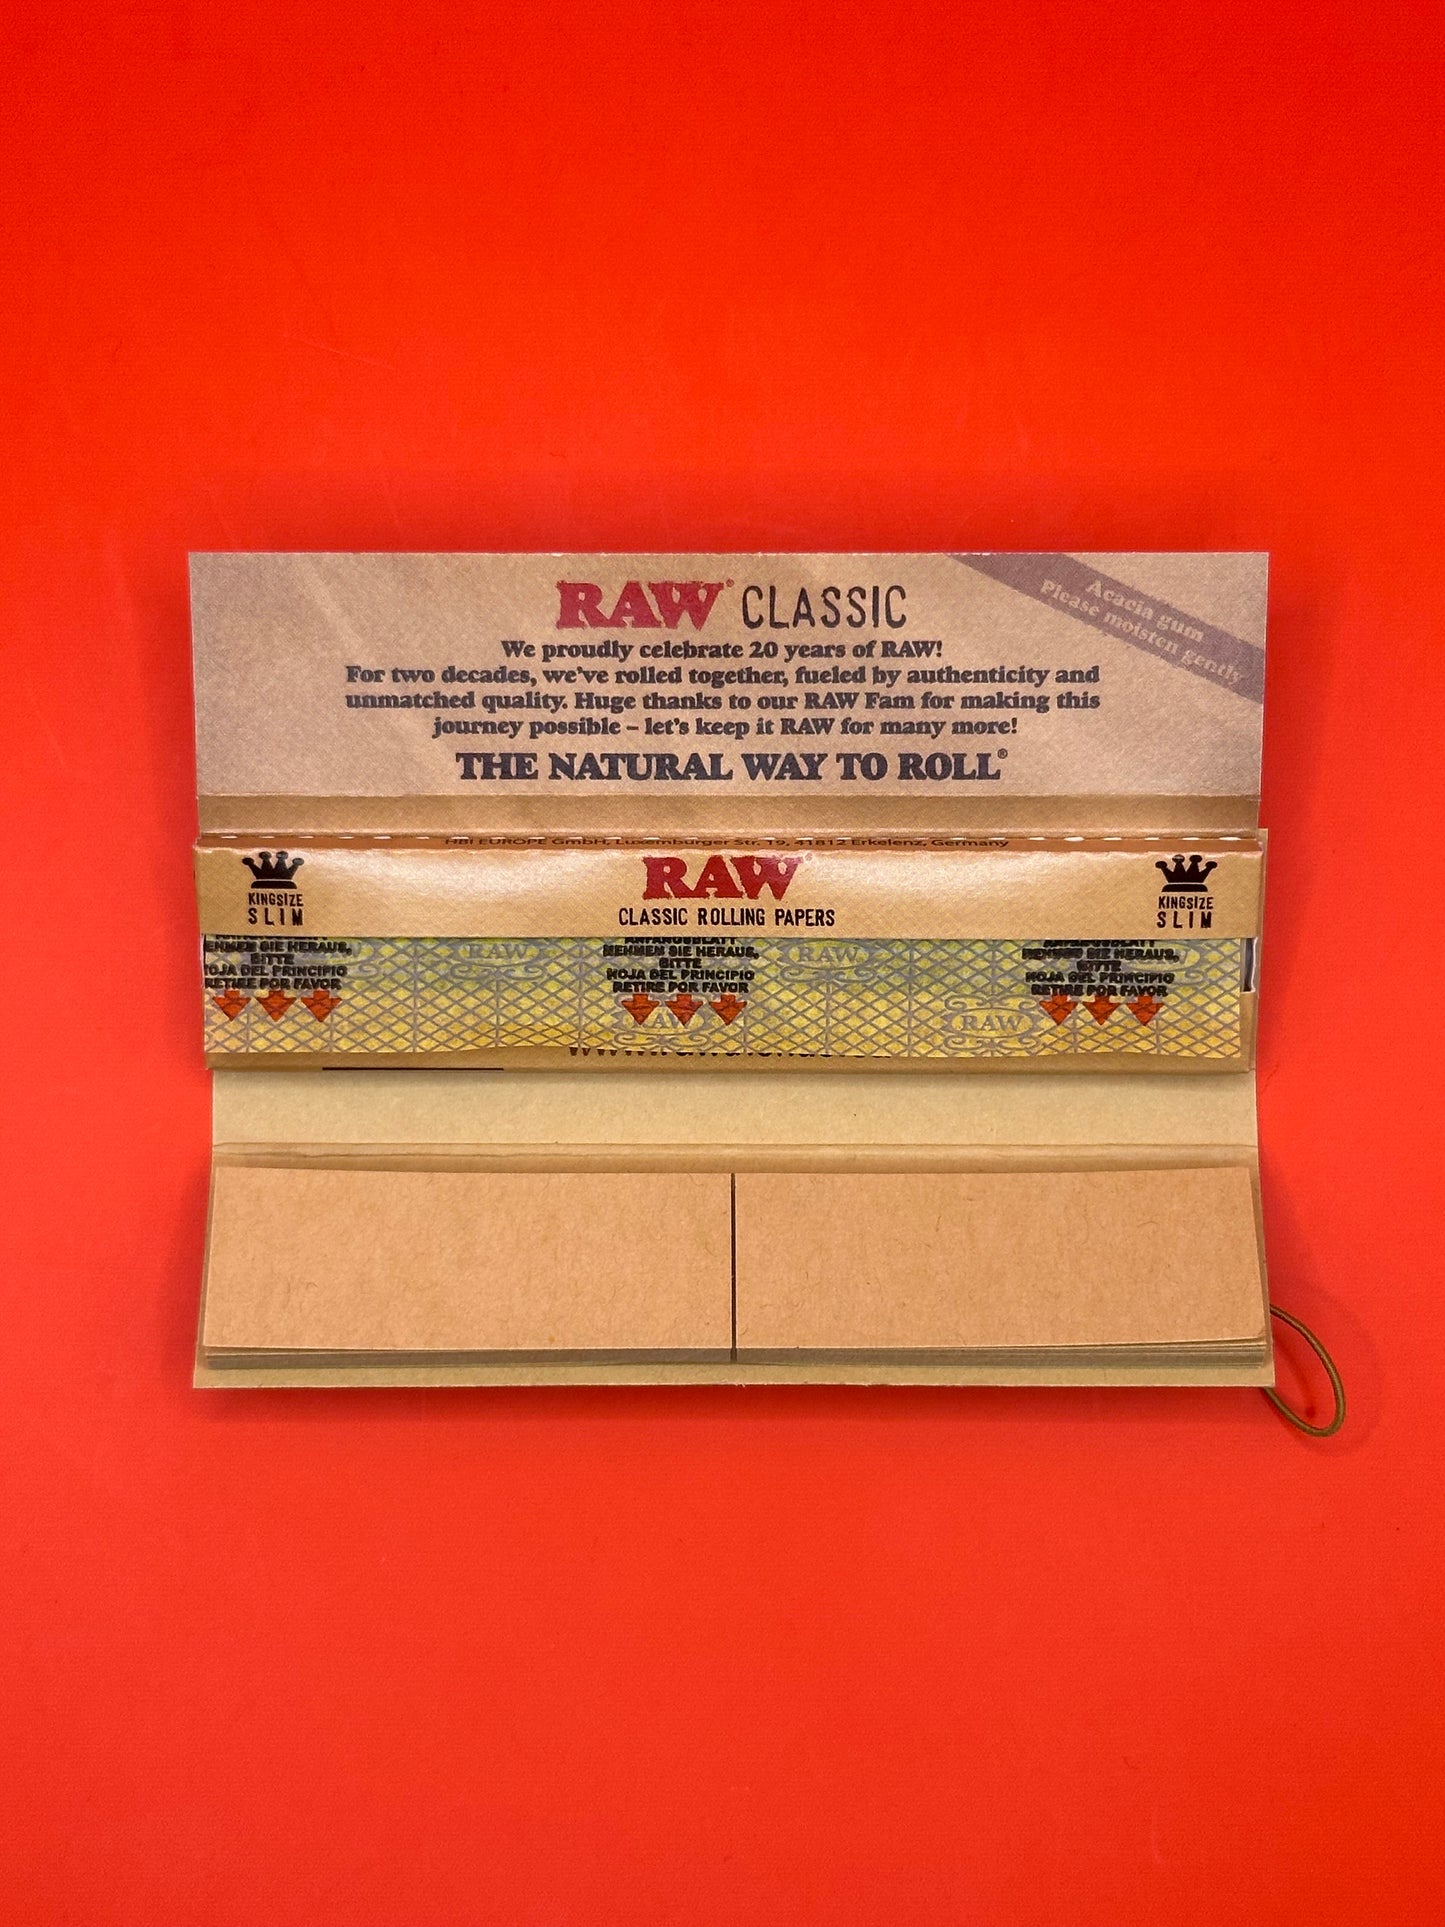 RAW® CLASSIC
We proudly celebrate 20 years of RAW!
For two decades, we've rolled together, fueled by authenticity and
unmatched quality. Huge thanks to our RAW Fam for making this
journey possible – let's keep it RAW for many more!
THE NATURAL WAY TO ROLL®
Acacia gum
Please moisten gently
HBI EUROPE GmbH, Luxemburger Str. 19, 41812 Erkelenz, Germany
KINGSIZE
SLIM
RAW®
CLASSIC ROLLING PAPERS
KINGSIZE
SLIM
EHMEN SIE HERAUS,
BITTE
OJA DEL PRINCIPIO
RETIRE POR FAVOR
RAW
ANFANGSBLATT
NEHMEN SIE HERAUS,
BITTE
HOJA DEL PRINCIPIO
RETIRE POR FAVOR
RAW
RAW
ANFANGSBLATT
NEHMEN SIE HERAUS,
BITTE
HOJA DEL PRINCIPIO
RETIRE POR FAVOR
RAW